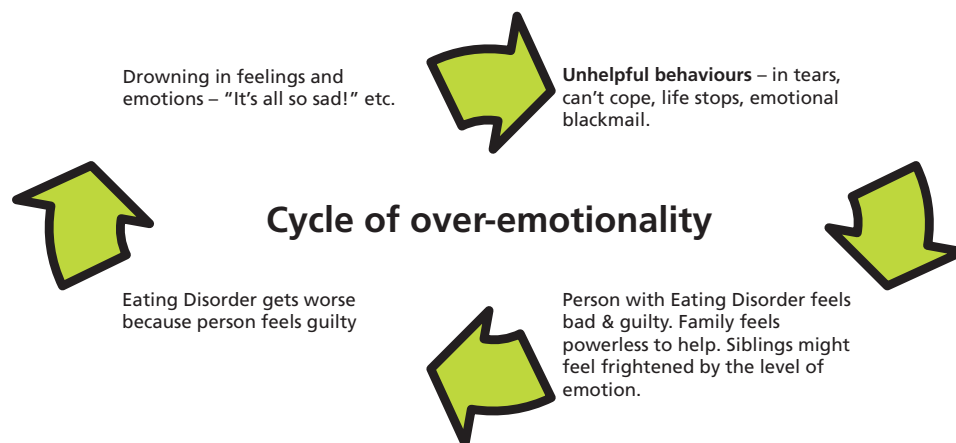 Drowning in feelings and
emotions – “It’s all so sad!” etc.
Unhelpful behaviours – in tears,
can’t cope, life stops, emotional
blackmail.
Cycle of over-emotionality
Eating Disorder gets worse
because person feels guilty
Person with Eating Disorder feels
bad & guilty. Family feels
powerless to help. Siblings might
feel frightened by the level of
emotion.